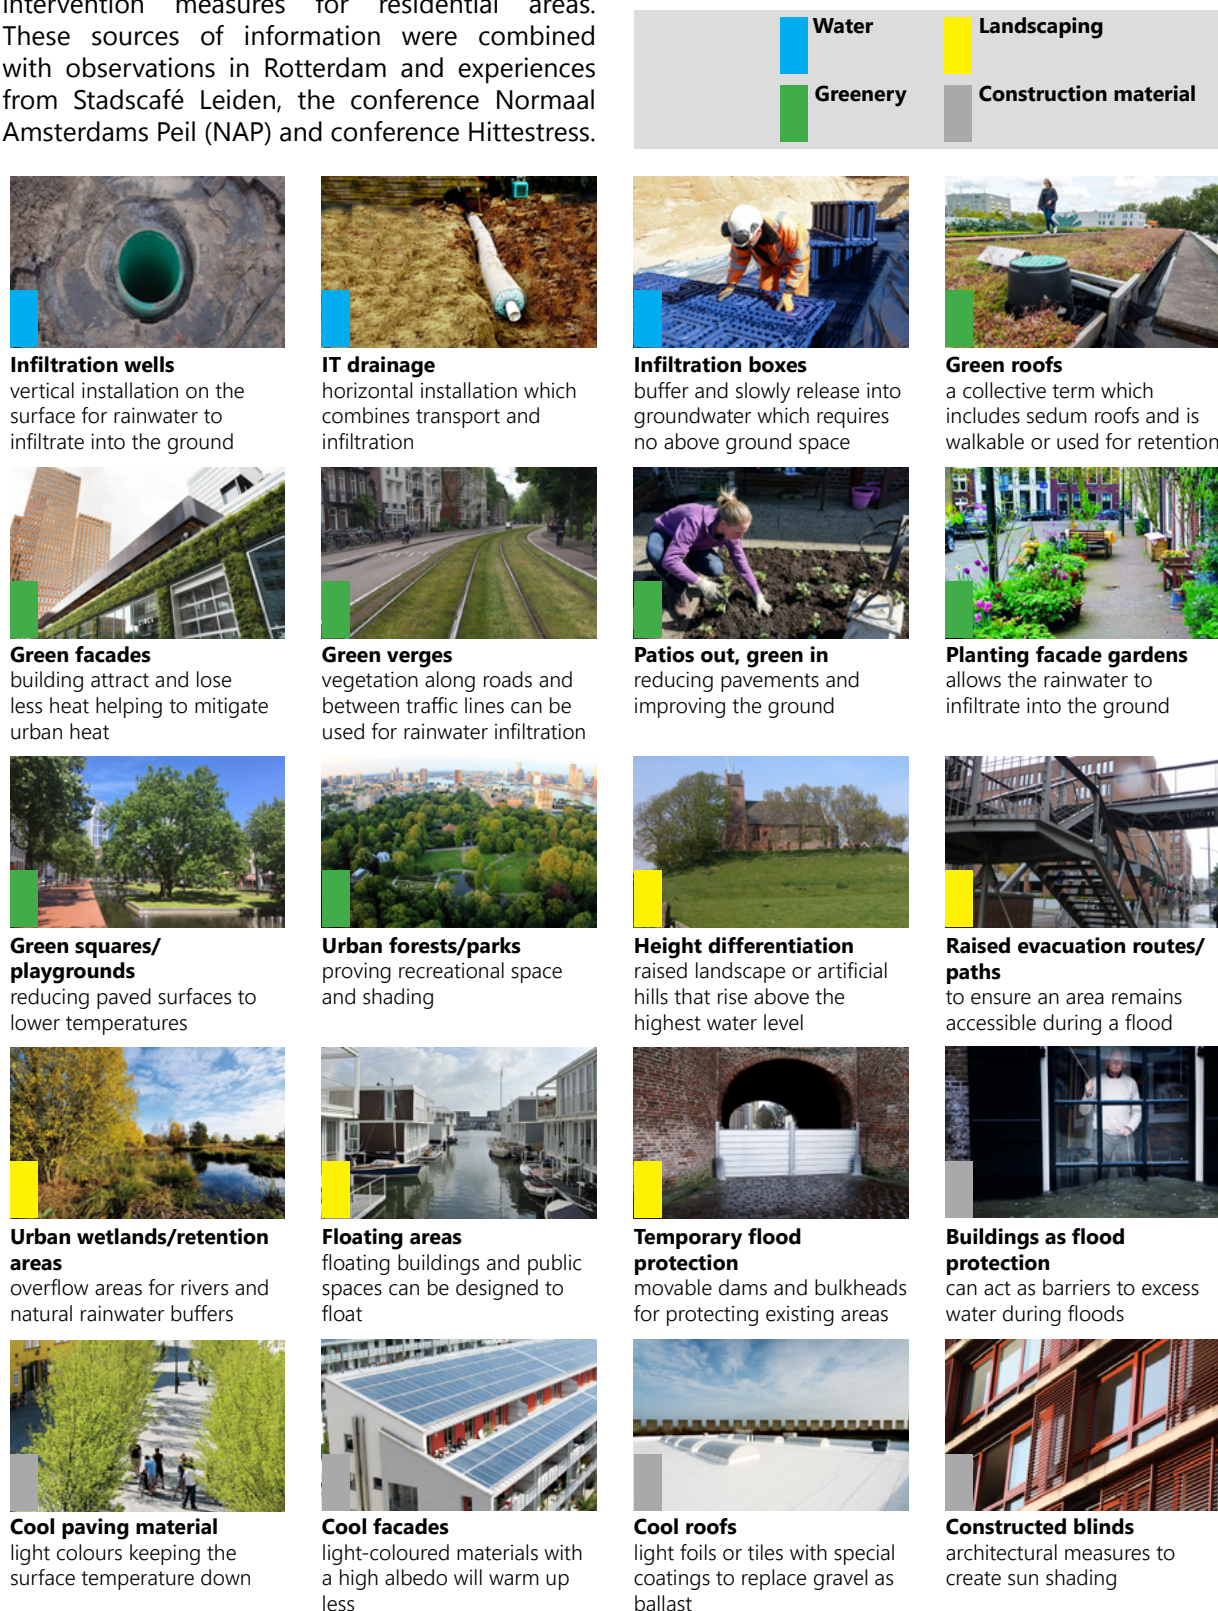 intervention measures for residential areas.
These sources of information were combined
with observations in Rotterdam and experiences
from Stadscafé Leiden, the conference Normaal
Amsterdams Peil (NAP) and conference Hittestress.
Water
Landscaping
Greenery
Construction material
Infiltration wells
vertical installation on the
surface for rainwater to
infiltrate into the ground
IT drainage
horizontal installation which
combines transport and
infiltration
Infiltration boxes
buffer and slowly release into
groundwater which requires
no above ground space
Green roofs
a collective term which
includes sedum roofs and is
walkable or used for retention
Green facades
building attract and lose
less heat helping to mitigate
urban heat
Green verges
vegetation along roads and
between traffic lines can be
used for rainwater infiltration
Patios out, green in
reducing pavements and
improving the ground
Planting facade gardens
allows the rainwater to
infiltrate into the ground
Green squares/
playgrounds
reducing paved surfaces to
lower temperatures
Urban forests/parks
proving recreational space
and shading
Height differentiation
raised landscape or artificial
hills that rise above the
highest water level
Raised evacuation routes/
paths
to ensure an area remains
accessible during a flood
Urban wetlands/retention
areas
overflow areas for rivers and
natural rainwater buffers
Floating areas
floating buildings and public
spaces can be designed to
float
Temporary flood
protection
movable dams and bulkheads
for protecting existing areas
Buildings as flood
protection
can act as barriers to excess
water during floods
Cool paving material
light colours keeping the
surface temperature down
Cool facades
light-coloured materials with
a high albedo will warm up
less
Cool roofs
light foils or tiles with special
coatings to replace gravel as
ballast
Constructed blinds
architectural measures to
create sun shading